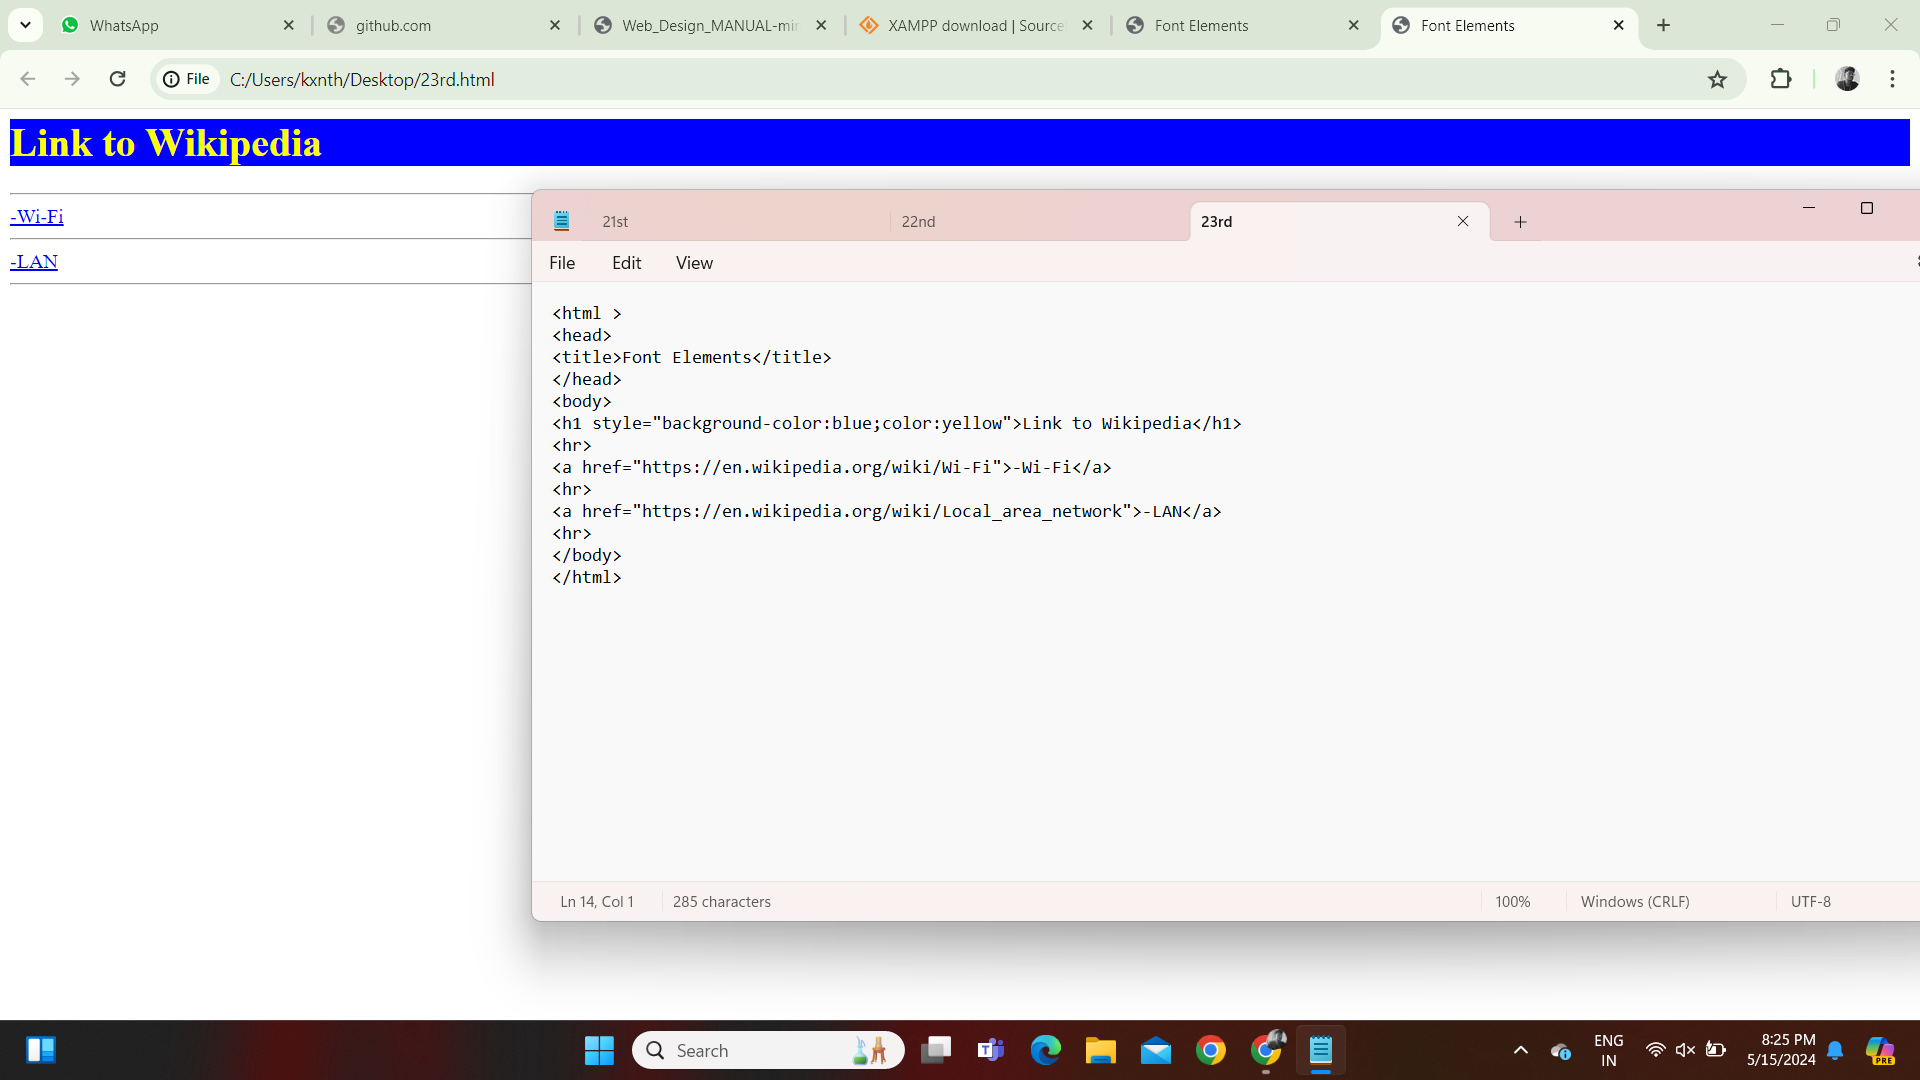 WhatsApp
github.com
Web_Design_MANUAL-min
XAMPP download | Source
Font Elements
Font Elements
File
C:/Users/kxnth/Desktop/23rd.html
Link to Wikipedia
-Wi-Fi
-LAN
21st
22nd
23rd
File Edit View
<html >
<head>
<title>Font Elements</title>
</head>
<body>
<h1 style="background-color:blue;color:yellow">Link to Wikipedia</h1>
<hr>
<a href="https://en.wikipedia.org/wiki/Wi-Fi">-Wi-Fi</a>
<hr>
<a href="https://en.wikipedia.org/wiki/Local_area_network">-LAN</a>
<hr>
</body>
</html>
Ln 14, Col 1 285 characters 100% Windows (CRLF) UTF-8
Search
ENG
IN
8:25 PM
5/15/2024
PRE